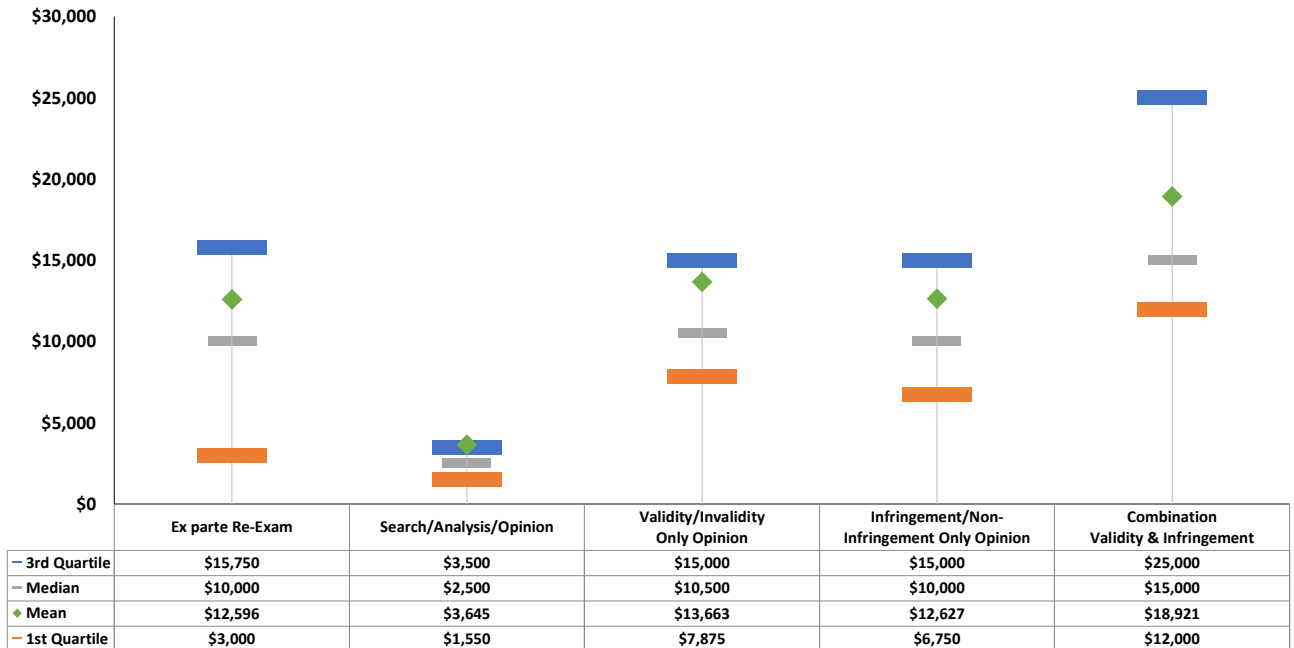 $30,000
$25,000
$20,000
$15,000
$10,000
$5,000
$0
Ex parte Re-Exam
Search/Analysis/Opinion
Validity/Invalidity
Only Opinion
Infringement/Non-
Infringement Only Opinion
Combination
Validity & Infringement
3rd Quartile $15,750 $3,500 $15,000 $15,000 $25,000
Median $10,000 $2,500 $10,500 $10,000 $15,000
Mean $12,596 $3,645 $13,663 $12,627 $18,921
1st Quartile $3,000 $1,550 $7,875 $6,750 $12,000